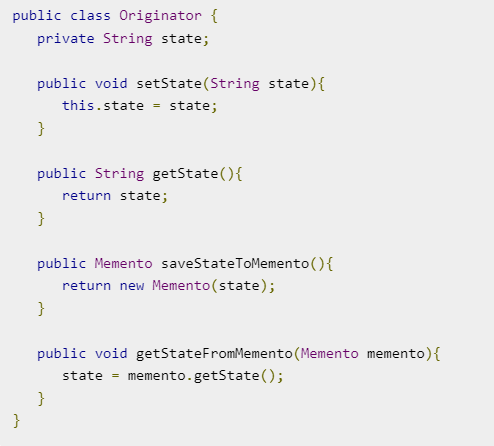 public class Originator {
   private String state;

   public void setState(String state){
      this.state = state;
   }

   public String getState(){
      return state;
   }

   public Memento saveStateToMemento(){
      return new Memento(state);
   }

   public void getStateFromMemento(Memento memento){
      state = memento.getState();
   }
}